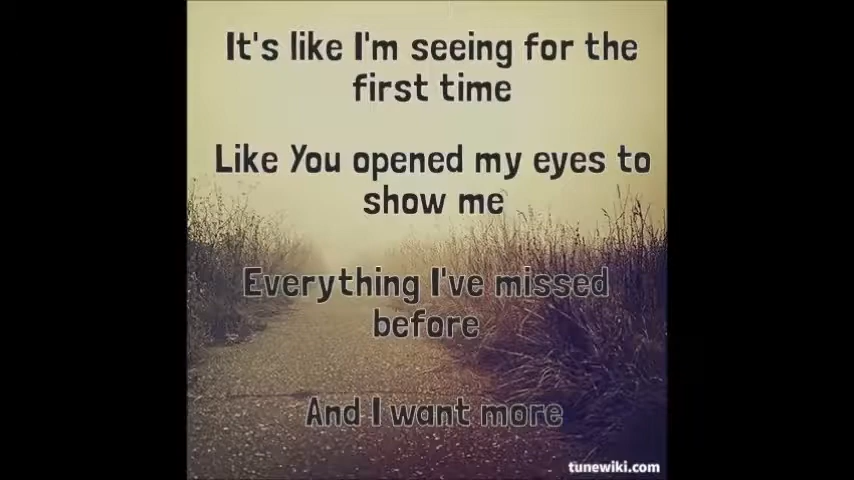 It's like I'm seeing for the
first time
Like You opened my eyes to
show me
Everything I've missed
before
And I want more
tunewiki.com